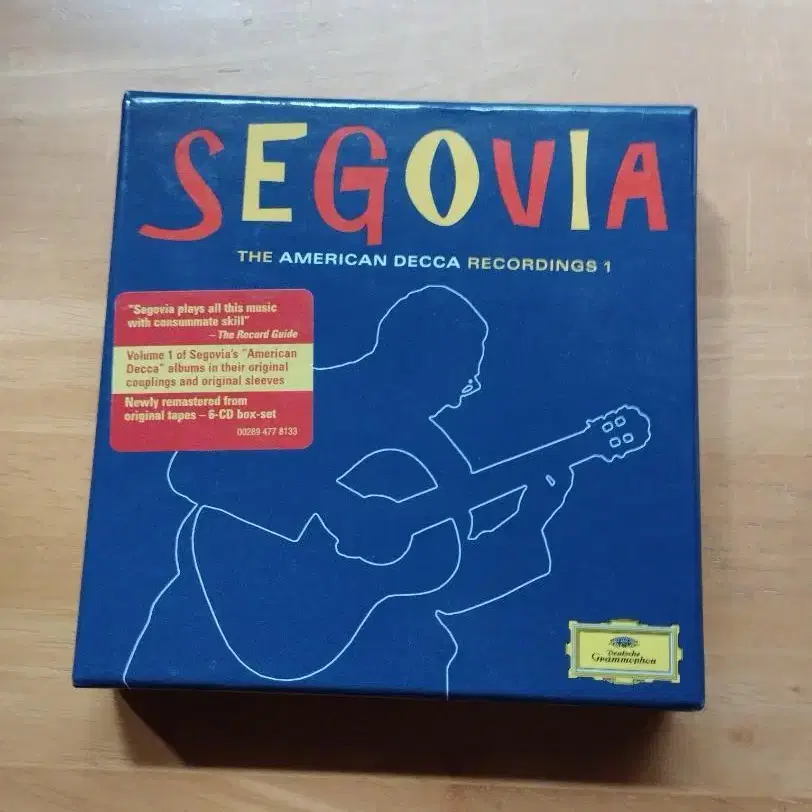 SEGOVIA
THE AMERICAN DECCA RECORDINGS 1
"Segovia plays all this music
with consummate skill"
– The Record Guide
Volume 1 of Segovia's "American
Decca" albums in their original
couplings and original sleeves
Newly remastered from
original tapes – 6-CD box-set
00289 477 8133
Deutsche
Grammophon